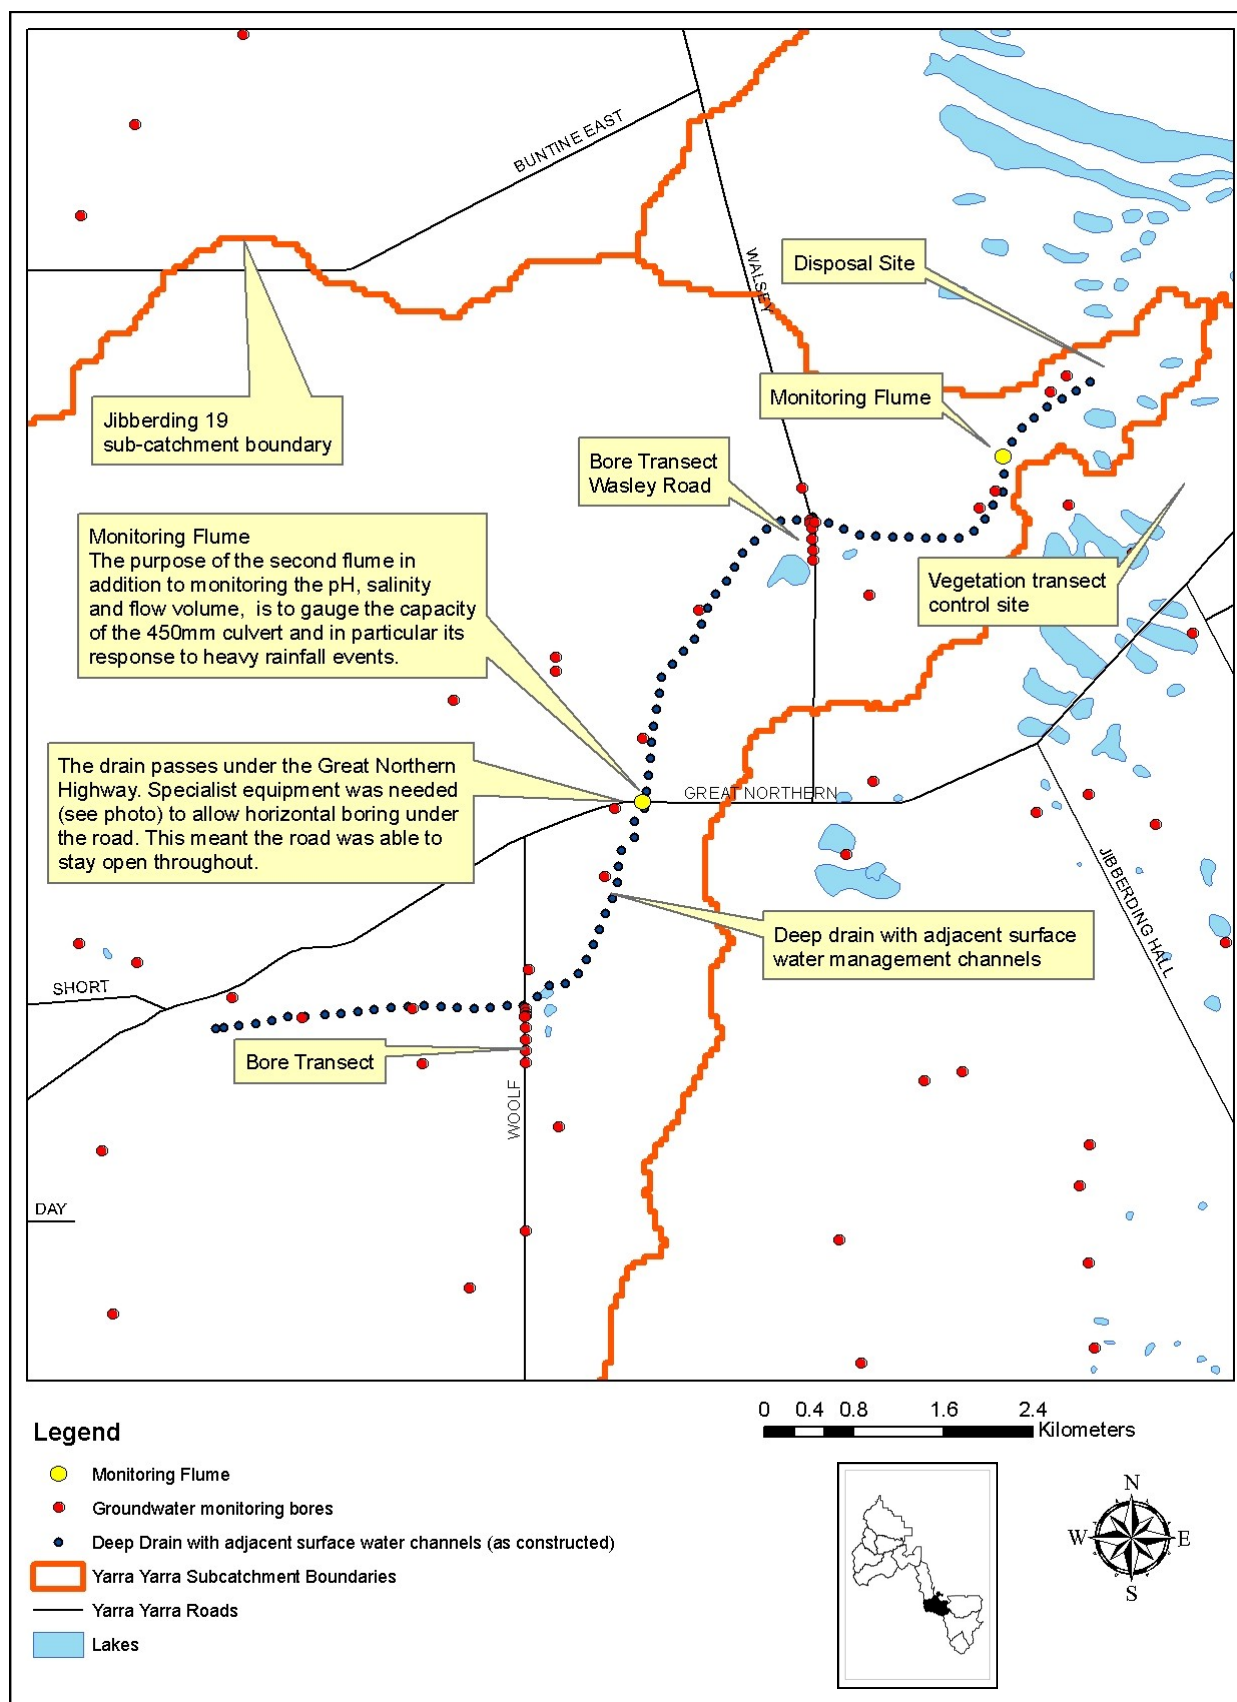 BUNTINE EAST
WALSEY
Disposal Site
Monitoring Flume
Jibberding 19
sub-catchment boundary
Bore Transect
Wasley Road
Monitoring Flume
The purpose of the second flume in
addition to monitoring the pH, salinity
and flow volume, is to gauge the capacity
of the 450mm culvert and in particular its
response to heavy rainfall events.
Vegetation transect
control site
The drain passes under the Great Northern
Highway. Specialist equipment was needed
(see photo) to allow horizontal boring under
the road. This meant the road was able to
stay open throughout.
GREAT NORTHERN
JIBBERDING HALL
Deep drain with adjacent surface
water management channels
SHORT
Bore Transect
WOOLF
DAY
0 0.4 0.8 1.6 2.4
Kilometers
Legend
Monitoring Flume
Groundwater monitoring bores
Deep Drain with adjacent surface water channels (as constructed)
Yarra Yarra Subcatchment Boundaries
Yarra Yarra Roads
Lakes
N
W E
S